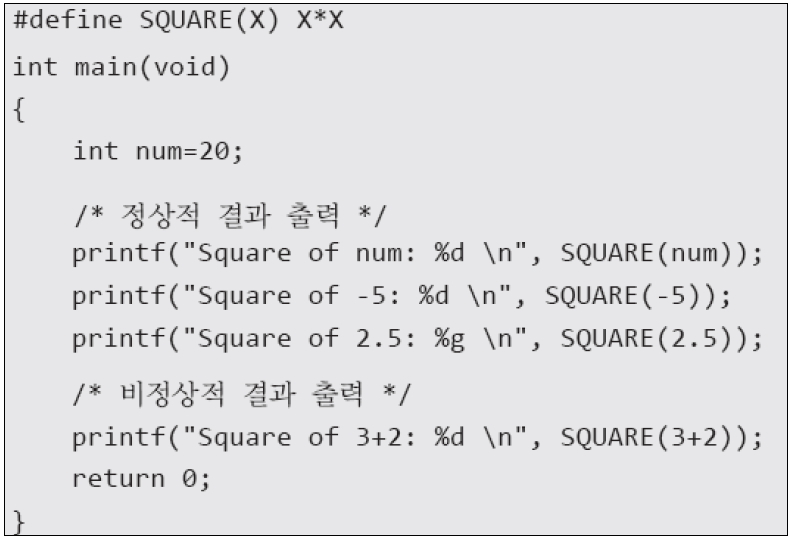 #define SQUARE(X) X*X
int main(void)
{
    int num=20;
    /* 정상적 결과 출력 */
    printf("Square of num: %d \n", SQUARE(num));
    printf("Square of -5: %d \n", SQUARE(-5));
    printf("Square of 2.5: %g \n", SQUARE(2.5));
    /* 비정상적 결과 출력 */
    printf("Square of 3+2: %d \n", SQUARE(3+2));
    return 0;
}